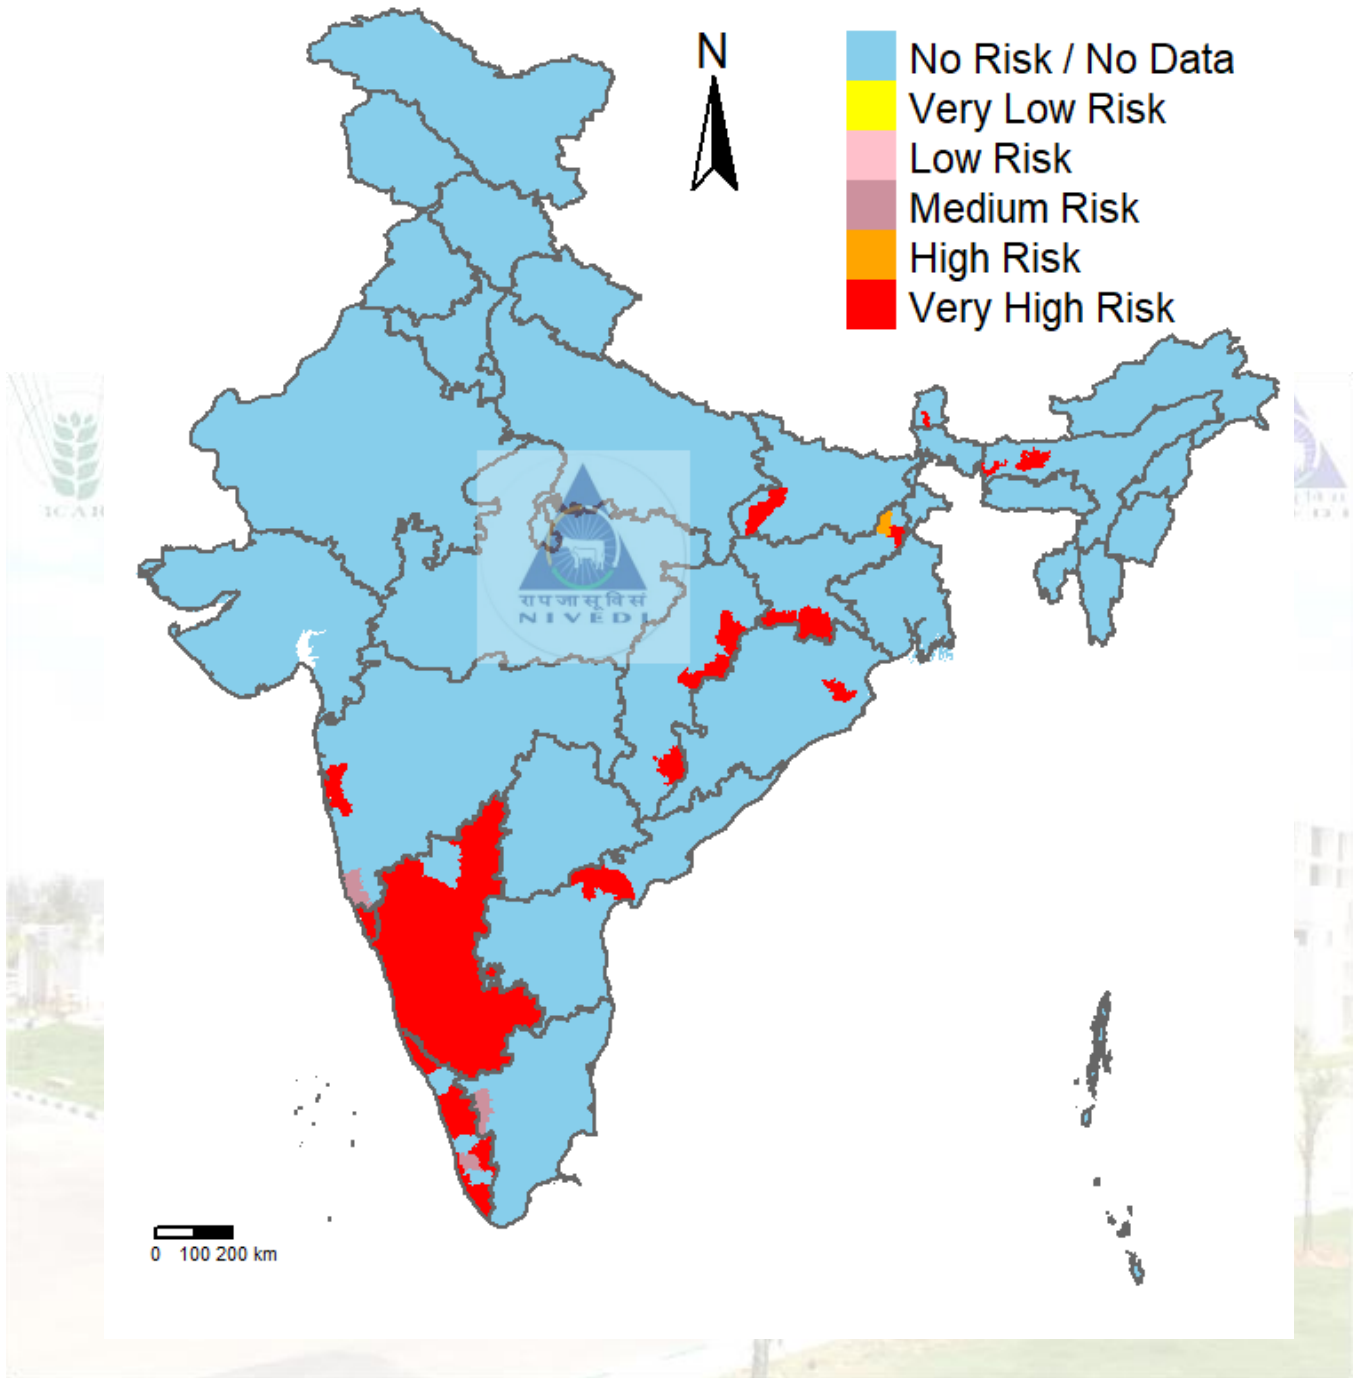 N
No Risk / No Data
Very Low Risk
Low Risk
Medium Risk
High Risk
Very High Risk
ICAR
रा प जा सू वि सं
NIVEDI
0 100 200 km